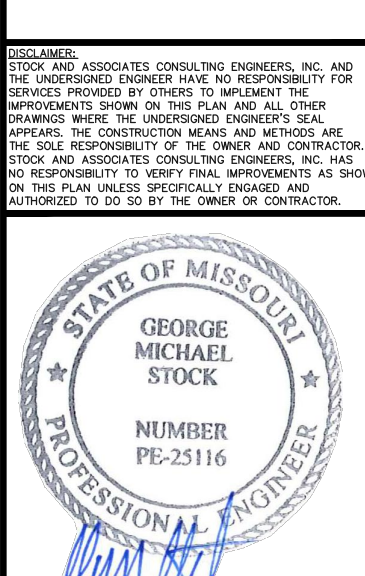 DISCLAIMER:
STOCK AND ASSOCIATES CONSULTING ENGINEERS, INC. AND
THE UNDERSIGNED ENGINEER HAVE NO RESPONSIBILITY FOR
SERVICES PROVIDED BY OTHERS TO IMPLEMENT THE
IMPROVEMENTS SHOWN ON THIS PLAN AND ALL OTHER
DRAWINGS WHERE THE UNDERSIGNED ENGINEER'S SEAL
APPEARS. THE CONSTRUCTION MEANS AND METHODS ARE
THE SOLE RESPONSIBILITY OF THE OWNER AND CONTRACTOR.
STOCK AND ASSOCIATES CONSULTING ENGINEERS, INC. HAS
NO RESPONSIBILITY TO VERIFY FINAL IMPROVEMENTS AS SHOW
ON THIS PLAN UNLESS SPECIFICALLY ENGAGED AND
AUTHORIZED TO DO SO BY THE OWNER OR CONTRACTOR.
STATE OF MISSOURI
GEORGE
MICHAEL
STOCK
NUMBER
PE-25116
PROFESSIONAL ENGINEER